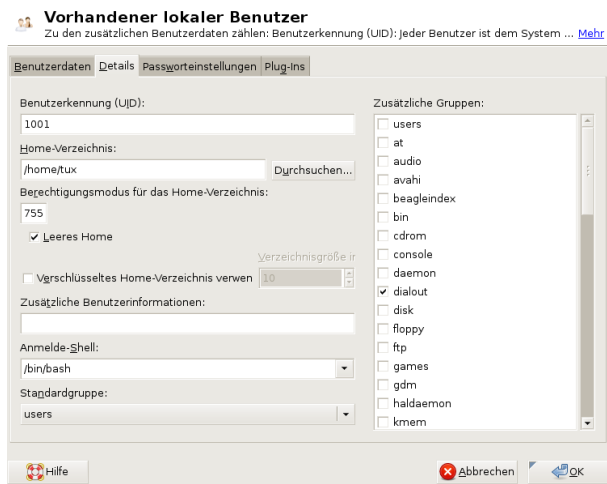 Vorhandener lokaler Benutzer
Zu den zusätzlichen Benutzerdaten zählen: Benutzerkennung (UID): Jeder Benutzer ist dem System ... Mehr
Benutzerdaten Details Passworteinstellungen Plug-Ins
Benutzerkennung (UID):
1001
Home-Verzeichnis:
/home/tux Durchsuchen...
Berechtigungsmodus für das Home-Verzeichnis:
755
Leeres Home
Verzeichnisgröße ir
Verschlüsseltes Home-Verzeichnis verwen 10
Zusätzliche Benutzerinformationen:
Anmelde-Shell:
/bin/bash
Standardgruppe:
users
Zusätzliche Gruppen:
users
at
audio
avahi
beagleindex
bin
cdrom
console
daemon
dialout
disk
floppy
ftp
games
gdm
haldaemon
kmem
Hilfe Abbrechen OK